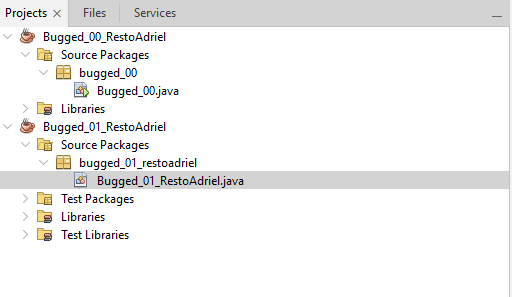 Projects × Files Services
Bugged_00_RestoAdriel
Source Packages
bugged_00
Bugged_00.java
Libraries
Bugged_01_RestoAdriel
Source Packages
bugged_01_restoadriel
Bugged_01_RestoAdriel.java
Test Packages
Libraries
Test Libraries